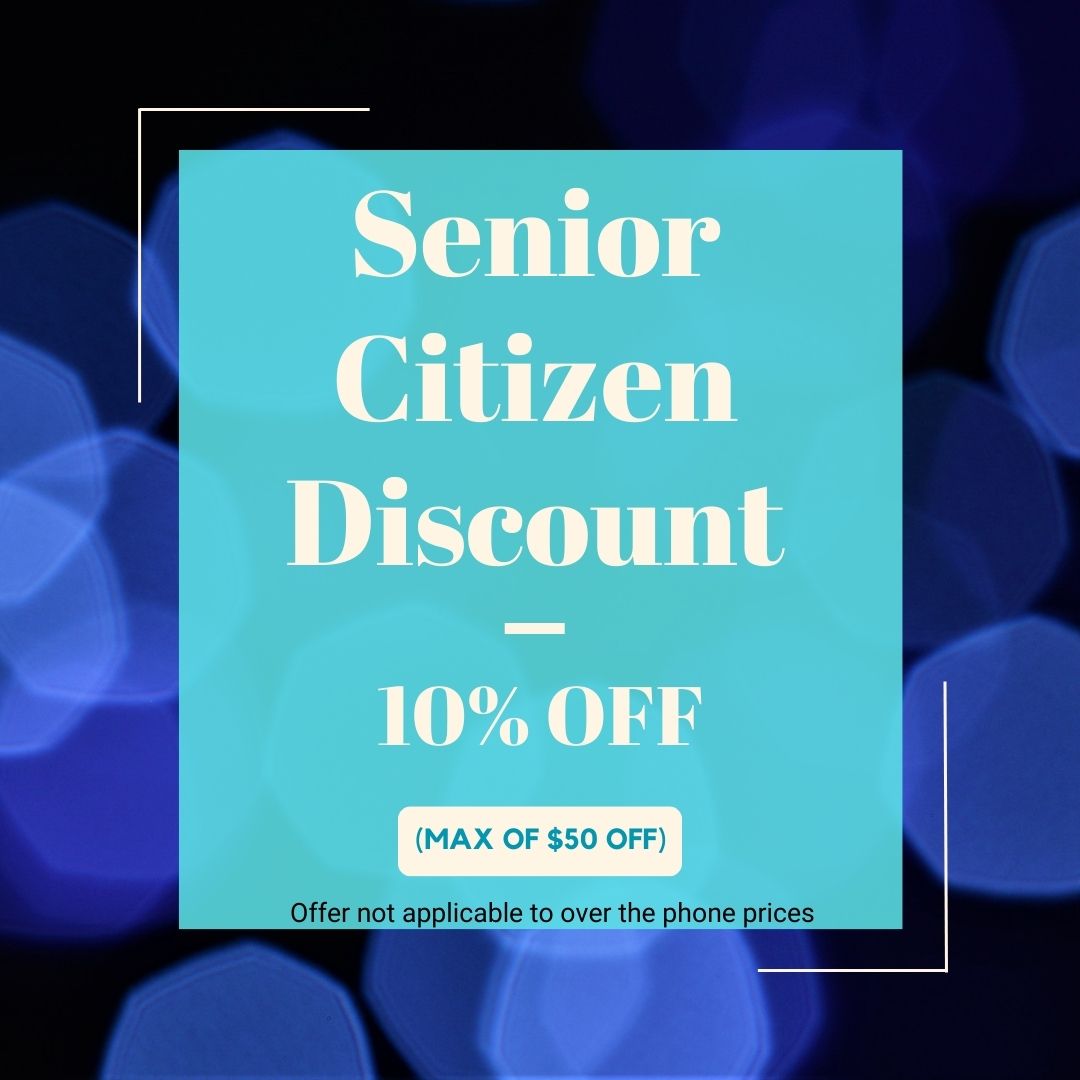 Senior
Citizen
Discount
10% OFF
(MAX OF $50 OFF)
Offer not applicable to over the phone prices